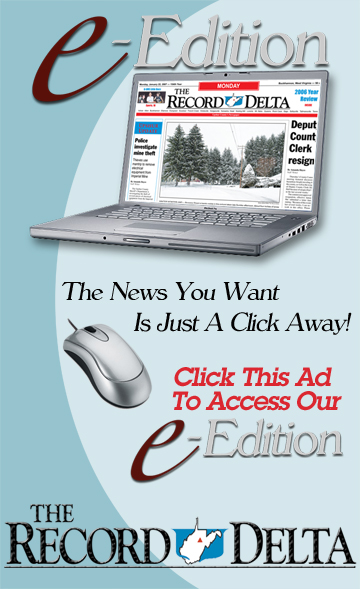 e-Edition
MONDAY
THE
RECORD DELTA
2006 Year
Review
Police
investigate
mine theft
Deput
Count
Clerk
resign
The News You Want
Is Just A Click Away!
Click This Ad
To Access Our
e-Edition
THE
RECORD DELTA